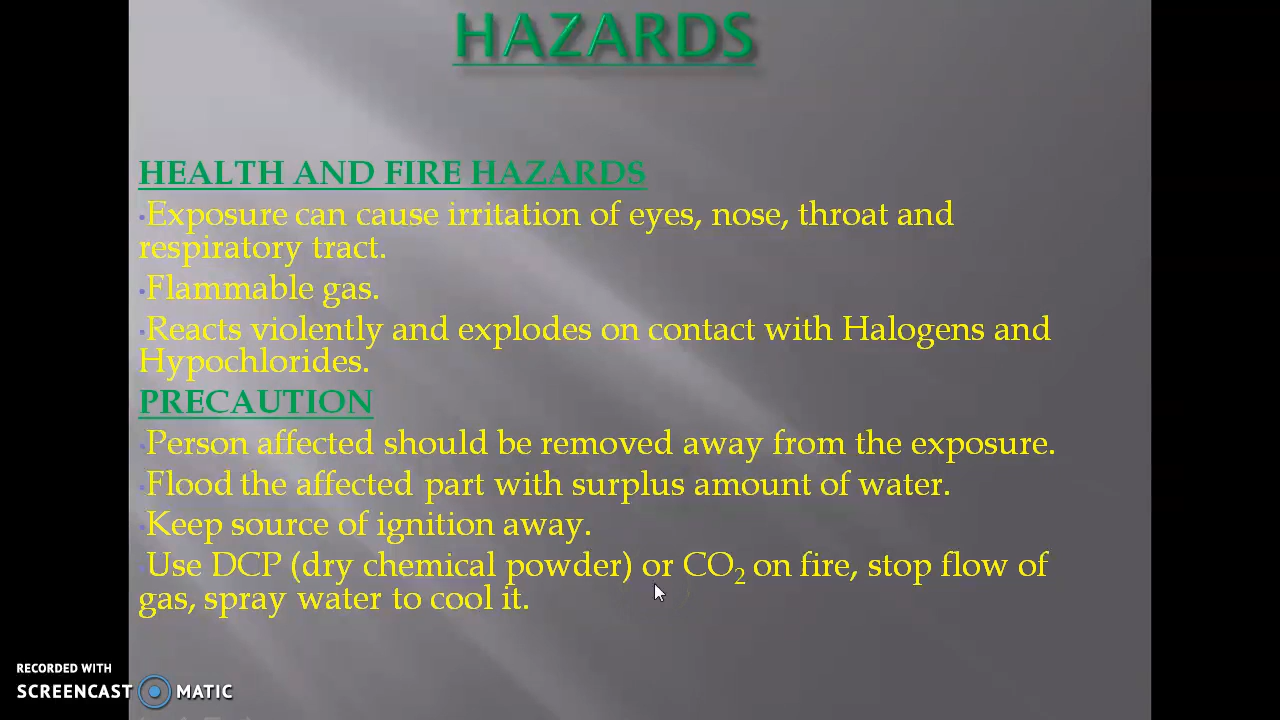 HAZARDS
HEALTH AND FIRE HAZARDS
•Exposure can cause irritation of eyes, nose, throat and
respiratory tract.
•Flammable gas.
•Reacts violently and explodes on contact with Halogens and
Hypochlorides.
PRECAUTION
•Person affected should be removed away from the exposure.
•Flood the affected part with surplus amount of water.
•Keep source of ignition away.
Use DCP (dry chemical powder) or CO₂ on fire, stop flow of
gas, spray water to cool it.
RECORDED WITH
SCREENCAST MATIC